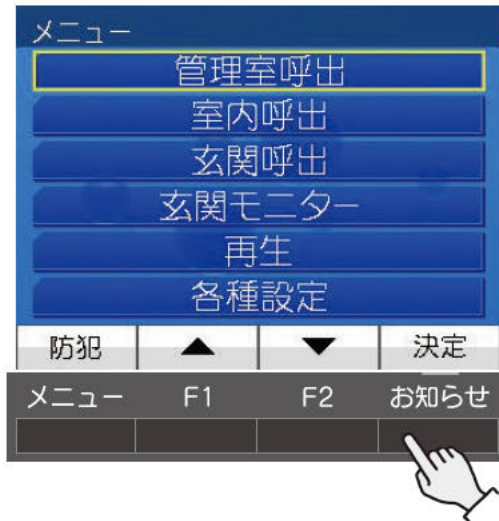 メニュー
管理室呼出
室内呼出
玄関呼出
玄関モニター
再生
各種設定
防犯 ▲ ▼ 決定
メニュー F1 F2 お知らせ